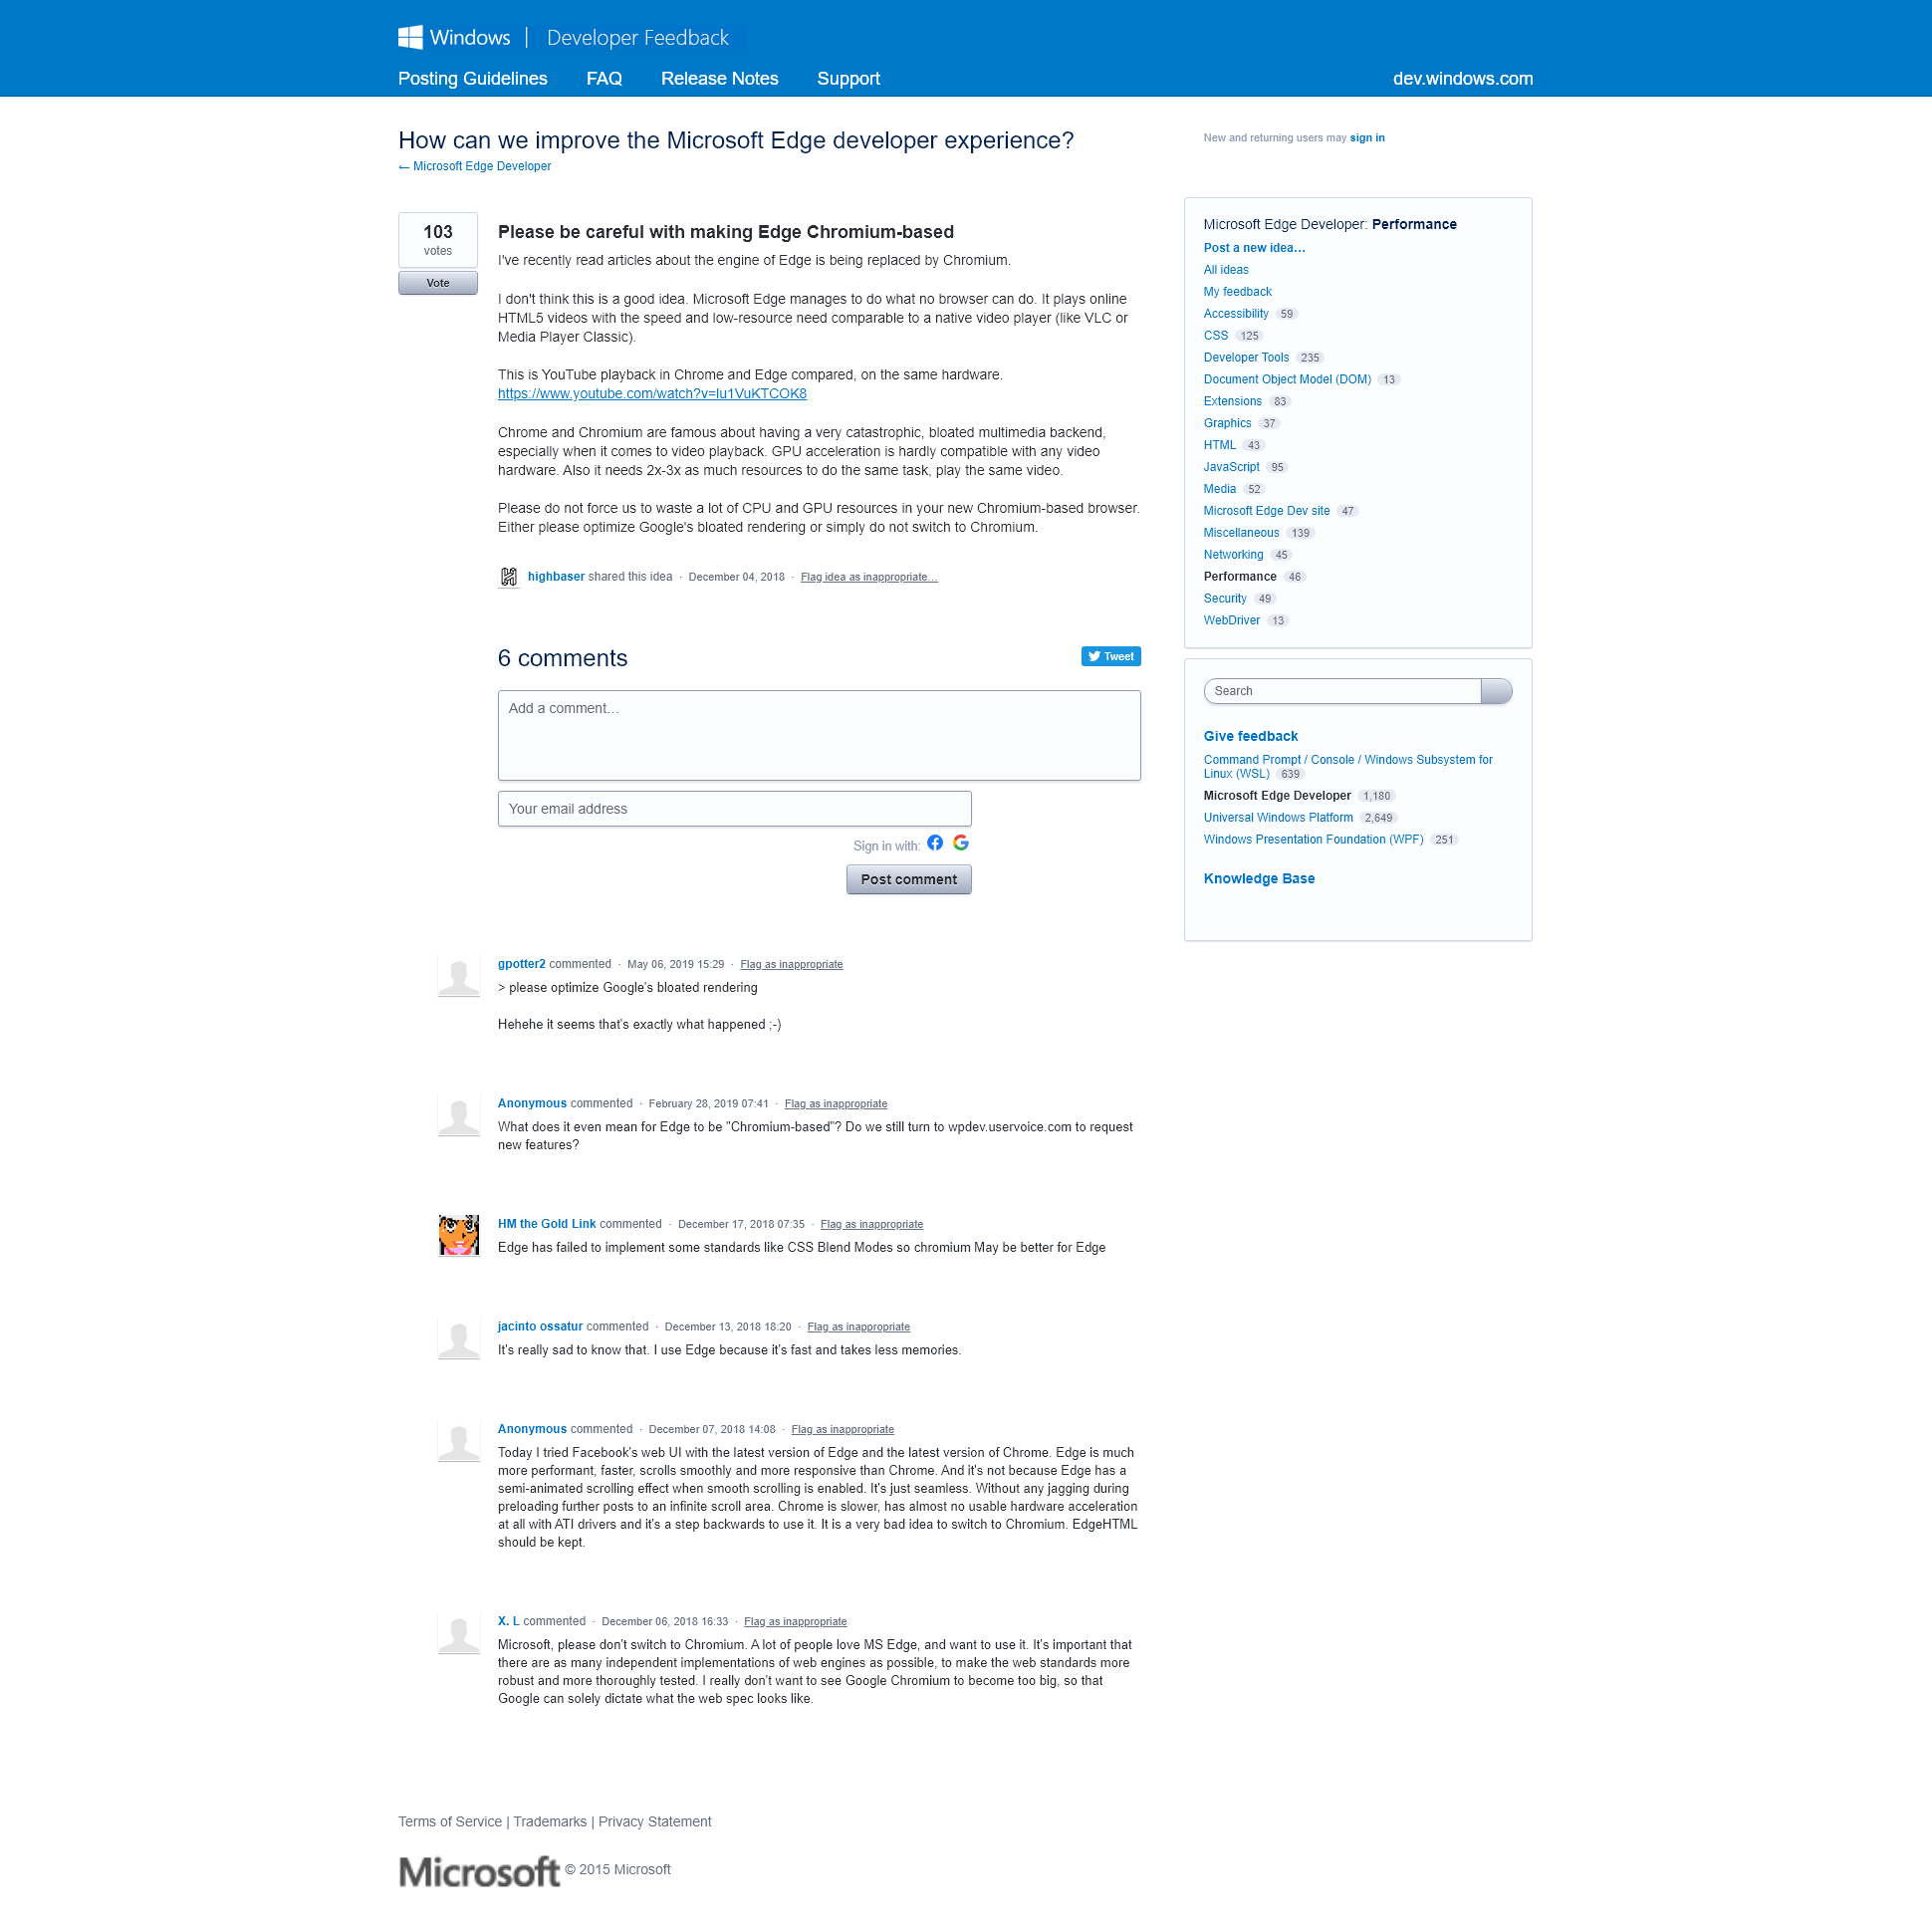 Windows | Developer Feedback
Posting Guidelines FAQ Release Notes Support dev.windows.com
How can we improve the Microsoft Edge developer experience?
← Microsoft Edge Developer
New and returning users may sign in
103
votes
Vote
Please be careful with making Edge Chromium-based
I've recently read articles about the engine of Edge is being replaced by Chromium.
I don't think this is a good idea. Microsoft Edge manages to do what no browser can do. It plays online
HTML5 videos with the speed and low-resource need comparable to a native video player (like VLC or
Media Player Classic).
This is YouTube playback in Chrome and Edge compared, on the same hardware.
https://www.youtube.com/watch?v=lu1VuKTCOK8
Chrome and Chromium are famous about having a very catastrophic, bloated multimedia backend,
especially when it comes to video playback. GPU acceleration is hardly compatible with any video
hardware. Also it needs 2x-3x as much resources to do the same task, play the same video.
Please do not force us to waste a lot of CPU and GPU resources in your new Chromium-based browser.
Either please optimize Google's bloated rendering or simply do not switch to Chromium.
highbaser shared this idea · December 04, 2018 · Flag idea as inappropriate…
6 comments
Tweet
Add a comment…
Your email address
Sign in with:
Post comment
gpotter2 commented · May 06, 2019 15:29 · Flag as inappropriate
> please optimize Google's bloated rendering
Hehehe it seems that's exactly what happened ;-)
Anonymous commented · February 28, 2019 07:41 · Flag as inappropriate
What does it even mean for Edge to be "Chromium-based"? Do we still turn to wpdev.uservoice.com to request
new features?
HM the Gold Link commented · December 17, 2018 07:35 · Flag as inappropriate
Edge has failed to implement some standards like CSS Blend Modes so chromium May be better for Edge
jacinto ossatur commented · December 13, 2018 18:20 · Flag as inappropriate
It's really sad to know that. I use Edge because it's fast and takes less memories.
Anonymous commented · December 07, 2018 14:08 · Flag as inappropriate
Today I tried Facebook's web UI with the latest version of Edge and the latest version of Chrome. Edge is much
more performant, faster, scrolls smoothly and more responsive than Chrome. And it's not because Edge has a
semi-animated scrolling effect when smooth scrolling is enabled. It's just seamless. Without any jagging during
preloading further posts to an infinite scroll area. Chrome is slower, has almost no usable hardware acceleration
at all with ATI drivers and it's a step backwards to use it. It is a very bad idea to switch to Chromium. EdgeHTML
should be kept.
X. L commented · December 06, 2018 16:33 · Flag as inappropriate
Microsoft, please don't switch to Chromium. A lot of people love MS Edge, and want to use it. It's important that
there are as many independent implementations of web engines as possible, to make the web standards more
robust and more thoroughly tested. I really don't want to see Google Chromium to become too big, so that
Google can solely dictate what the web spec looks like.
Microsoft Edge Developer: Performance
Post a new idea…
All ideas
My feedback
Accessibility 59
CSS 125
Developer Tools 235
Document Object Model (DOM) 13
Extensions 83
Graphics 37
HTML 43
JavaScript 95
Media 52
Microsoft Edge Dev site 47
Miscellaneous 139
Networking 45
Performance 46
Security 49
WebDriver 13
Search
Give feedback
Command Prompt / Console / Windows Subsystem for
Linux (WSL) 639
Microsoft Edge Developer 1,180
Universal Windows Platform 2,649
Windows Presentation Foundation (WPF) 251
Knowledge Base
Terms of Service | Trademarks | Privacy Statement
Microsoft © 2015 Microsoft